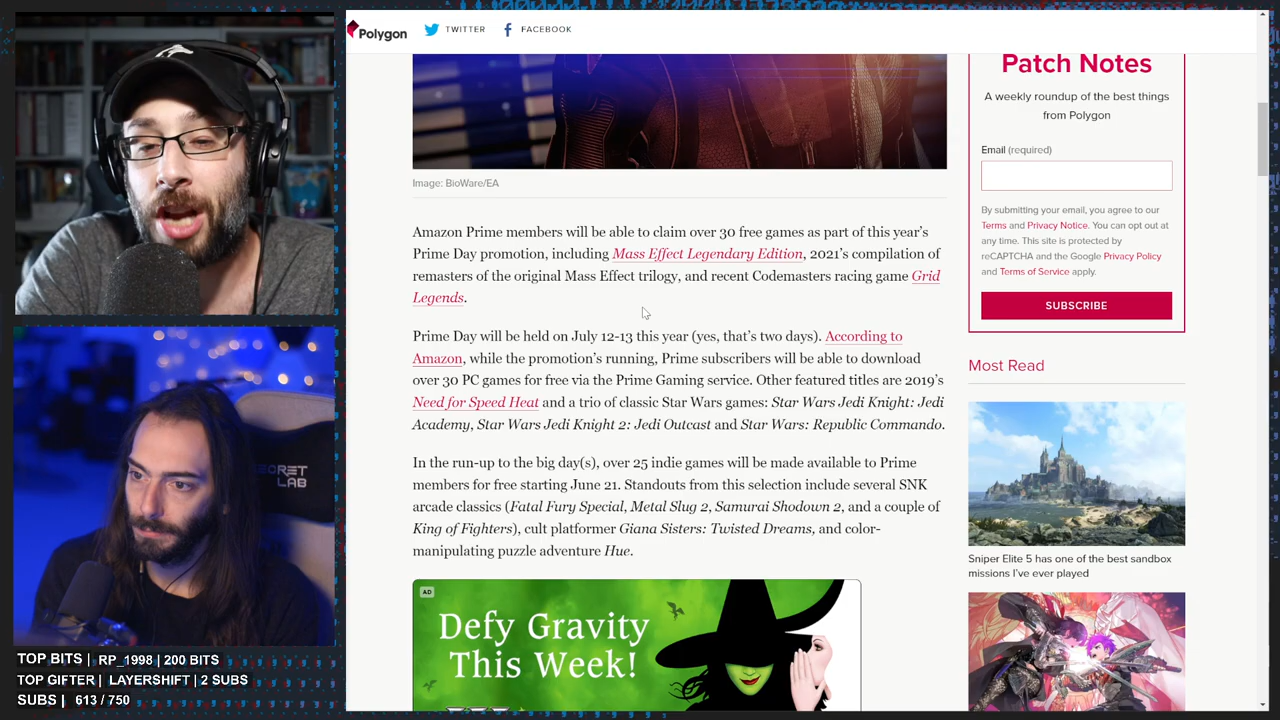 Polygon
TWITTER
FACEBOOK
Image: BioWare/EA
Amazon Prime members will be able to claim over 30 free games as part of this year's
Prime Day promotion, including Mass Effect Legendary Edition, 2021's compilation of
remasters of the original Mass Effect trilogy, and recent Codemasters racing game Grid
Legends.
Prime Day will be held on July 12-13 this year (yes, that's two days). According to
Amazon, while the promotion's running, Prime subscribers will be able to download
over 30 PC games for free via the Prime Gaming service. Other featured titles are 2019's
Need for Speed Heat and a trio of classic Star Wars games: Star Wars Jedi Knight: Jedi
Academy, Star Wars Jedi Knight 2: Jedi Outcast and Star Wars: Republic Commando.
In the run-up to the big day(s), over 25 indie games will be made available to Prime
members for free starting June 21. Standouts from this selection include several SNK
arcade classics (Fatal Fury Special, Metal Slug 2, Samurai Shodown 2, and a couple of
King of Fighters), cult platformer Giana Sisters: Twisted Dreams, and color-
manipulating puzzle adventure Hue.
AD
Defy Gravity
This Week!
Patch Notes
A weekly roundup of the best things
from Polygon
Email (required)
By submitting your email, you agree to our
Terms and Privacy Notice. You can opt out at
any time. This site is protected by
reCAPTCHA and the Google Privacy Policy
and Terms of Service apply.
SUBSCRIBE
Most Read
Sniper Elite 5 has one of the best sandbox
missions I've ever played
LAB
TOP BITS | RP_1998 | 200 BITS
TOP GIFTER | LAYERSHIFT | 2 SUBS
SUBS | 613 / 750